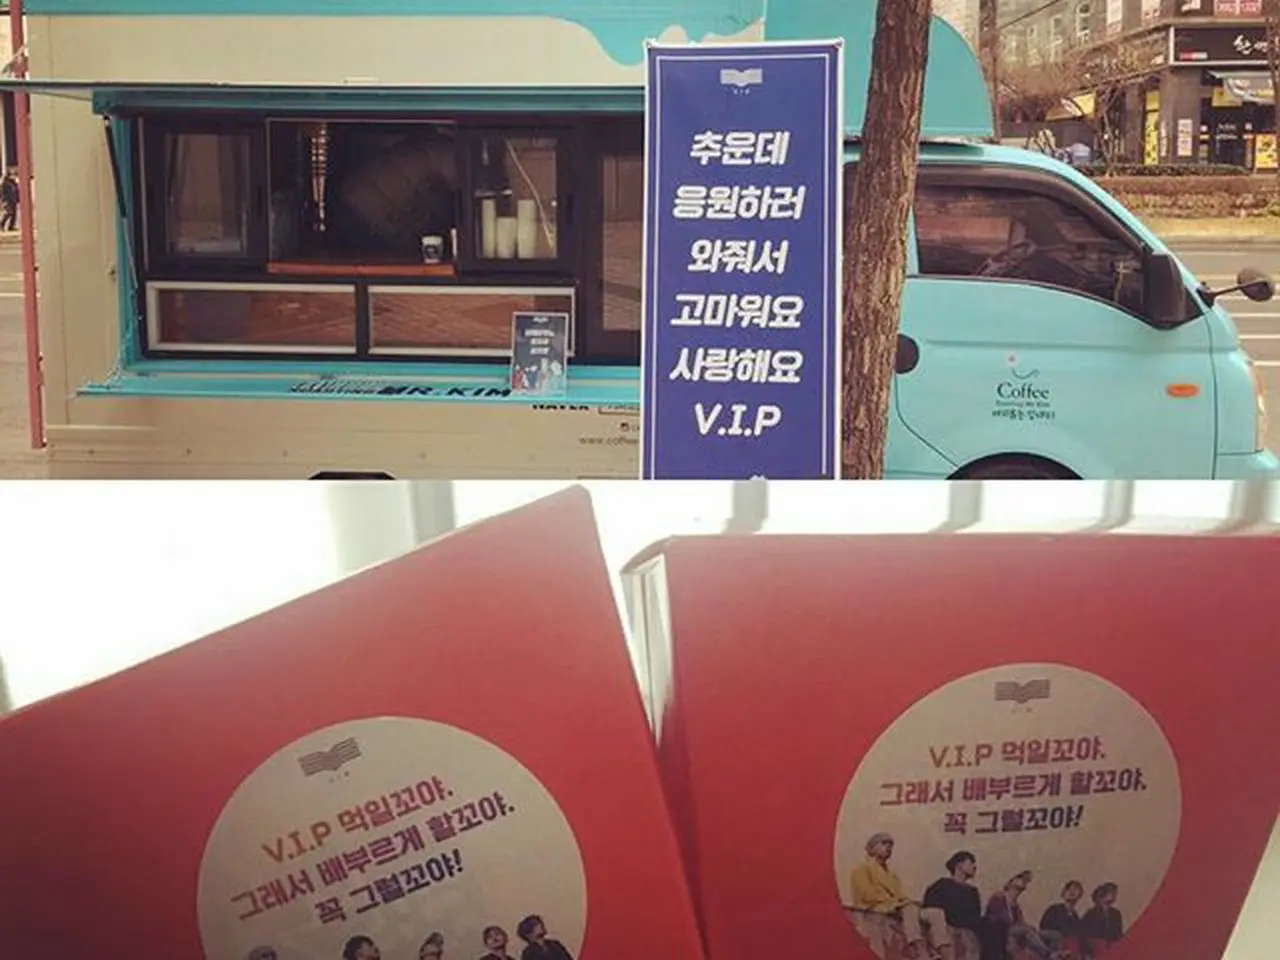 추운데
응원하러
와줘서
고마워요
사랑해요
V.I.P
MR.KIM
Coffee
V.I.P 먹일꼬야.
그래서 배부르게 할꼬야.
꼭 그럴꼬야!
V.I.P 먹일꼬야.
그래서 배부르게 할꼬야.
꼭 그럴꼬야!